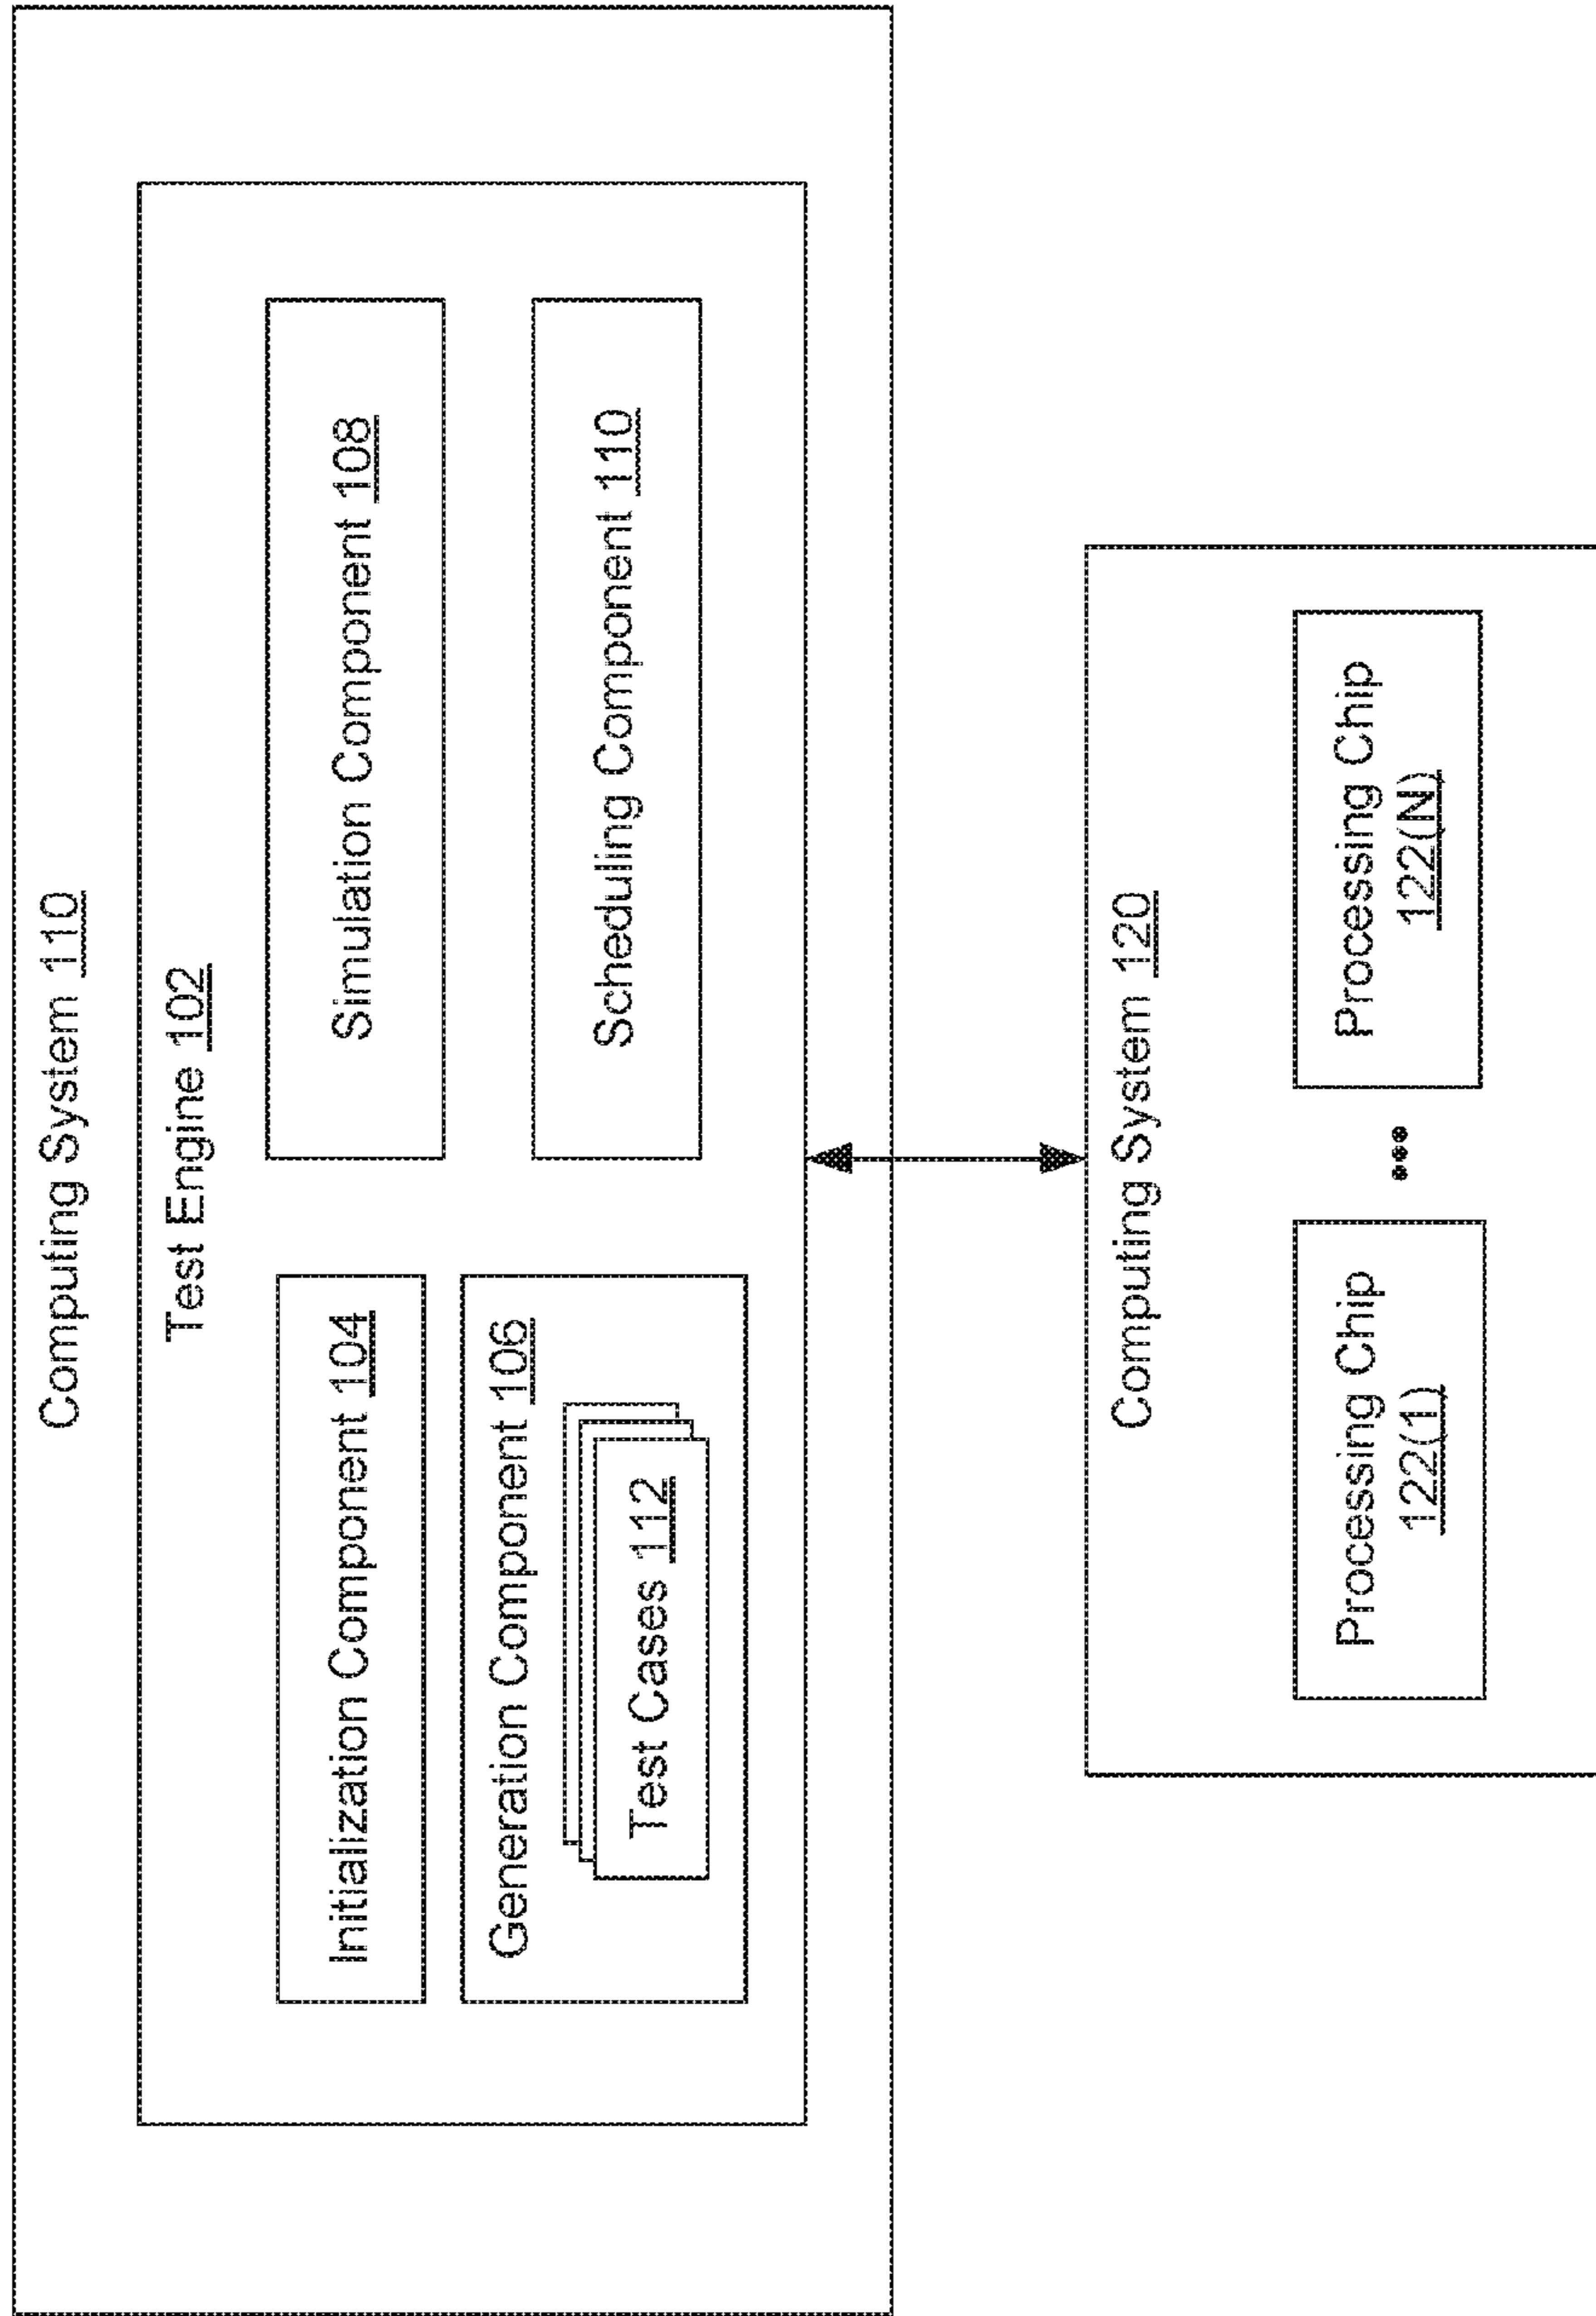 Computing System 110
Test Engine 102
Initialization Component 104
Generation Component 106
Test Cases 112
Simulation Component 108
Scheduling Component 110
Computing System 120
Processing Chip
122(1)
•••
Processing Chip
122(N)